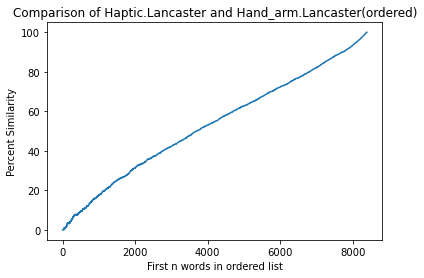 Comparison of Haptic.Lancaster and Hand_arm.Lancaster(ordered)
100
80
60
40
20
0
Percent Similarity
0 2000 4000 6000 8000
First n words in ordered list